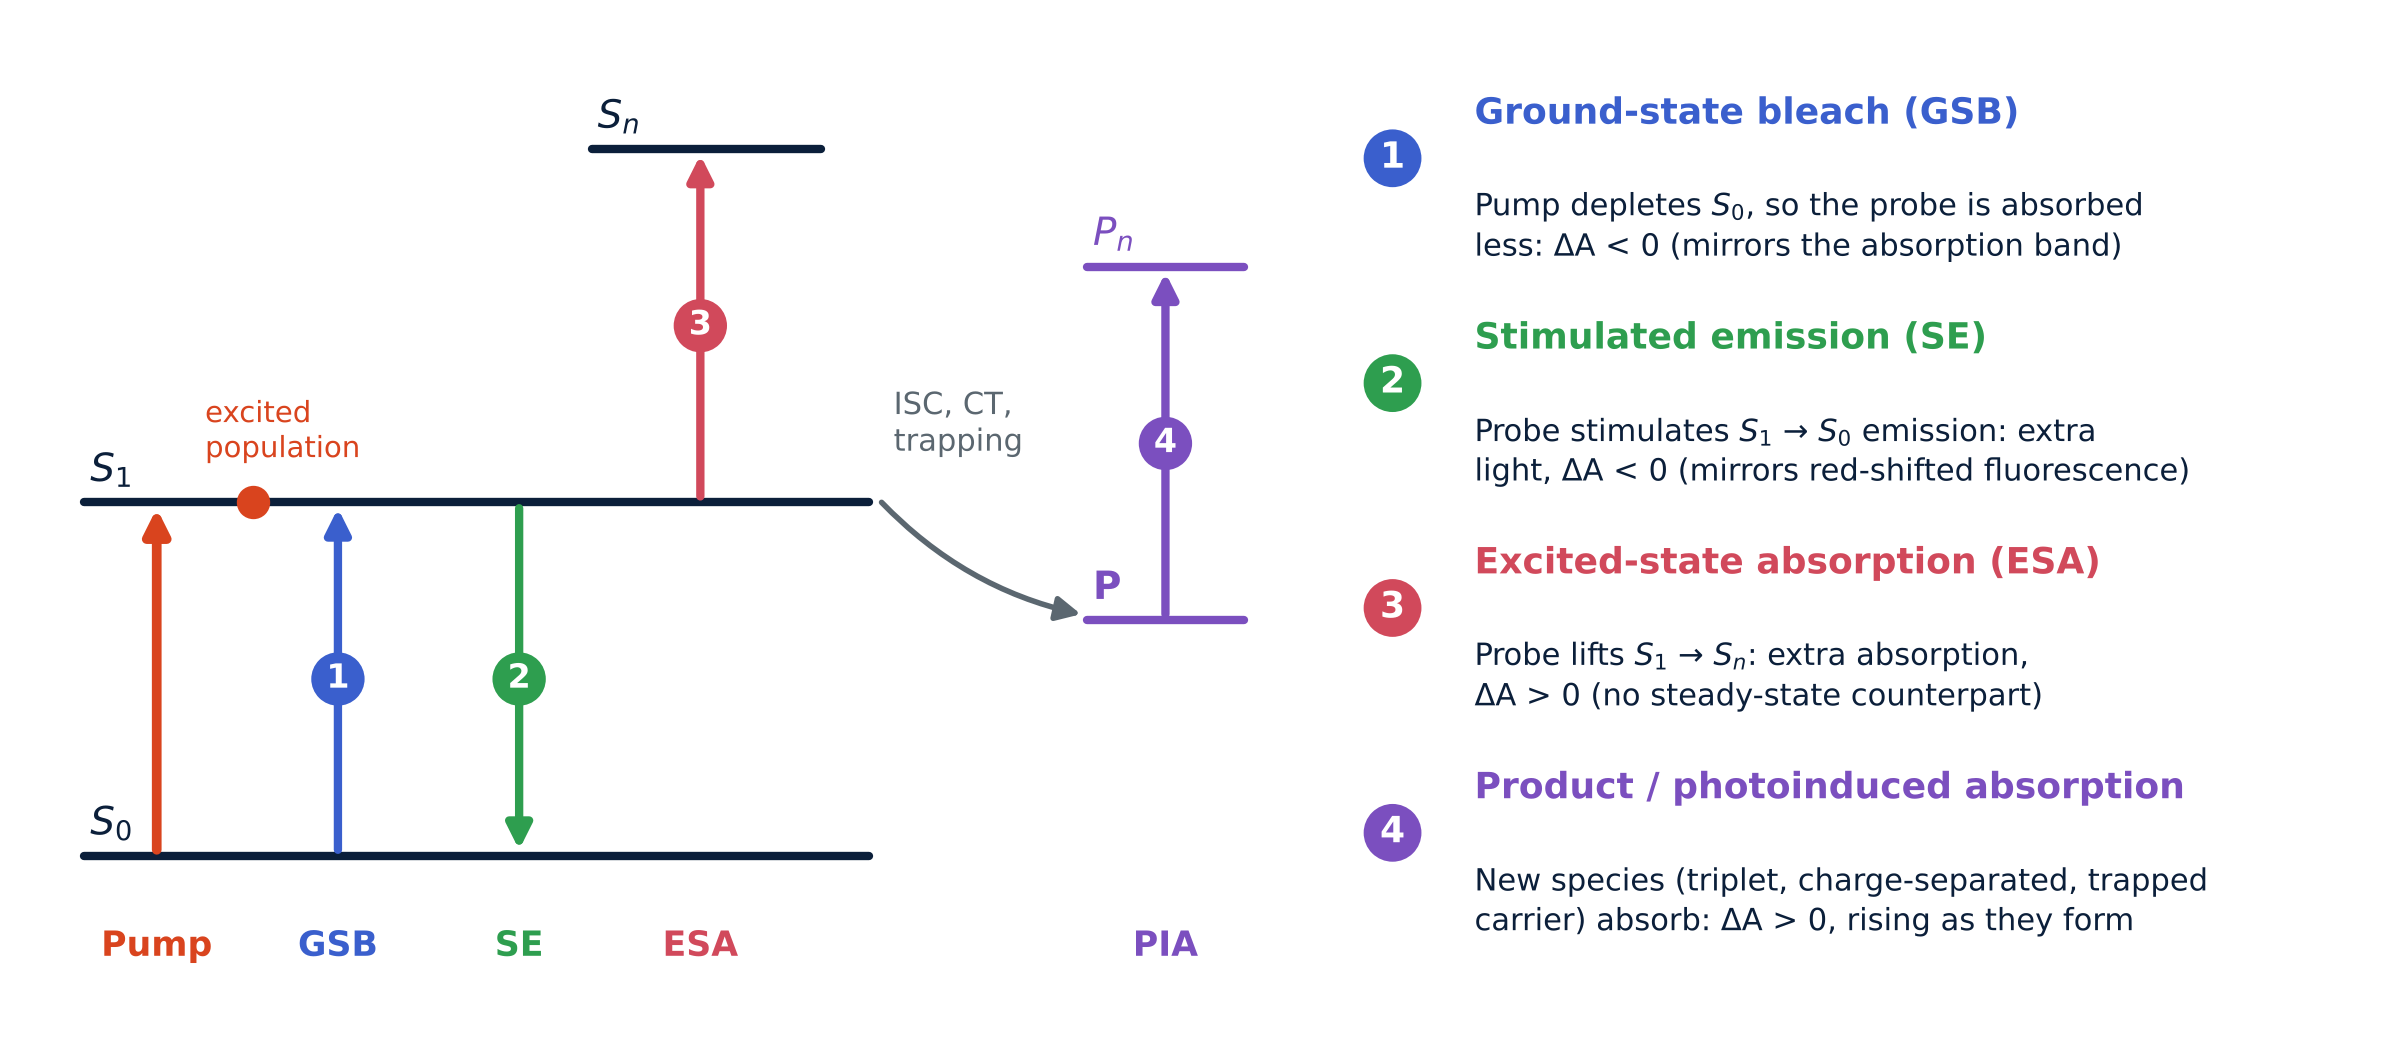 Sₙ
Pₙ
excited
population
ISC, CT,
trapping
S₁
P
S₀
3
4
1
2
Pump
GSB
SE
ESA
PIA
1
Ground-state bleach (GSB)
Pump depletes S₀, so the probe is absorbed
less: ΔA < 0 (mirrors the absorption band)
2
Stimulated emission (SE)
Probe stimulates S₁ → S₀ emission: extra
light, ΔA < 0 (mirrors red-shifted fluorescence)
3
Excited-state absorption (ESA)
Probe lifts S₁ → Sₙ: extra absorption,
ΔA > 0 (no steady-state counterpart)
4
Product / photoinduced absorption
New species (triplet, charge-separated, trapped
carrier) absorb: ΔA > 0, rising as they form